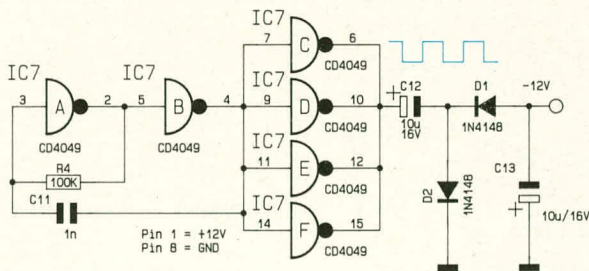 IC7
3
A
2
CD4049
R4
100K
C11
1n
IC7
5
B
4
CD4049
Pin 1 = +12V
Pin 8 = GND
IC7
7
C
6
CD4049
IC7
9
D
10
CD4049
IC7
11
E
12
CD4049
IC7
14
F
15
CD4049
+
C12
10u
16V
D1
1N4148
-12V
D2
1N4148
C13
+
10u/16V